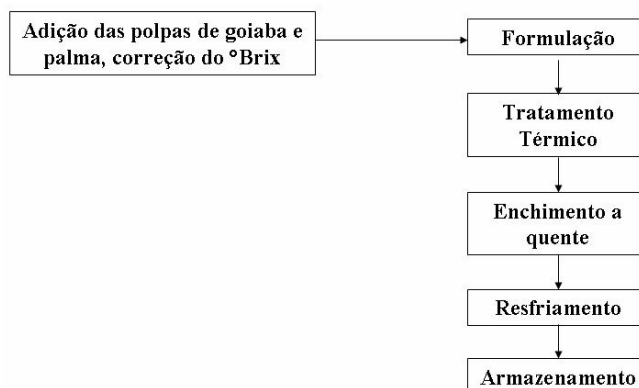 Adição das polpas de goiaba e
palma, correção do °Brix
Formulação
Tratamento
Térmico
Enchimento a
quente
Resfriamento
Armazenamento